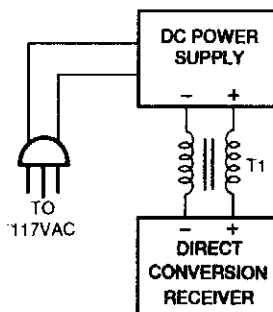 DC POWER
SUPPLY
– +
T1
TO
117VAC
– +
DIRECT
CONVERSION
RECEIVER